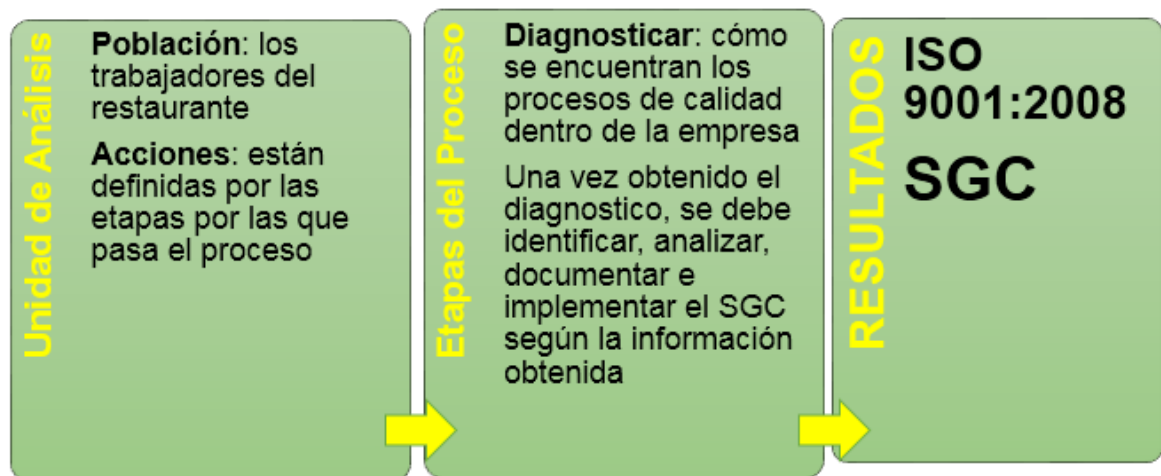 Unidad de Análisis
Población: los
trabajadores del
restaurante
Acciones: están
definidas por las
etapas por las que
pasa el proceso
Etapas del Proceso
Diagnosticar: cómo
se encuentran los
procesos de calidad
dentro de la empresa
Una vez obtenido el
diagnostico, se debe
identificar, analizar,
documentar e
implementar el SGC
según la información
obtenida
RESULTADOS
ISO
9001:2008
SGC